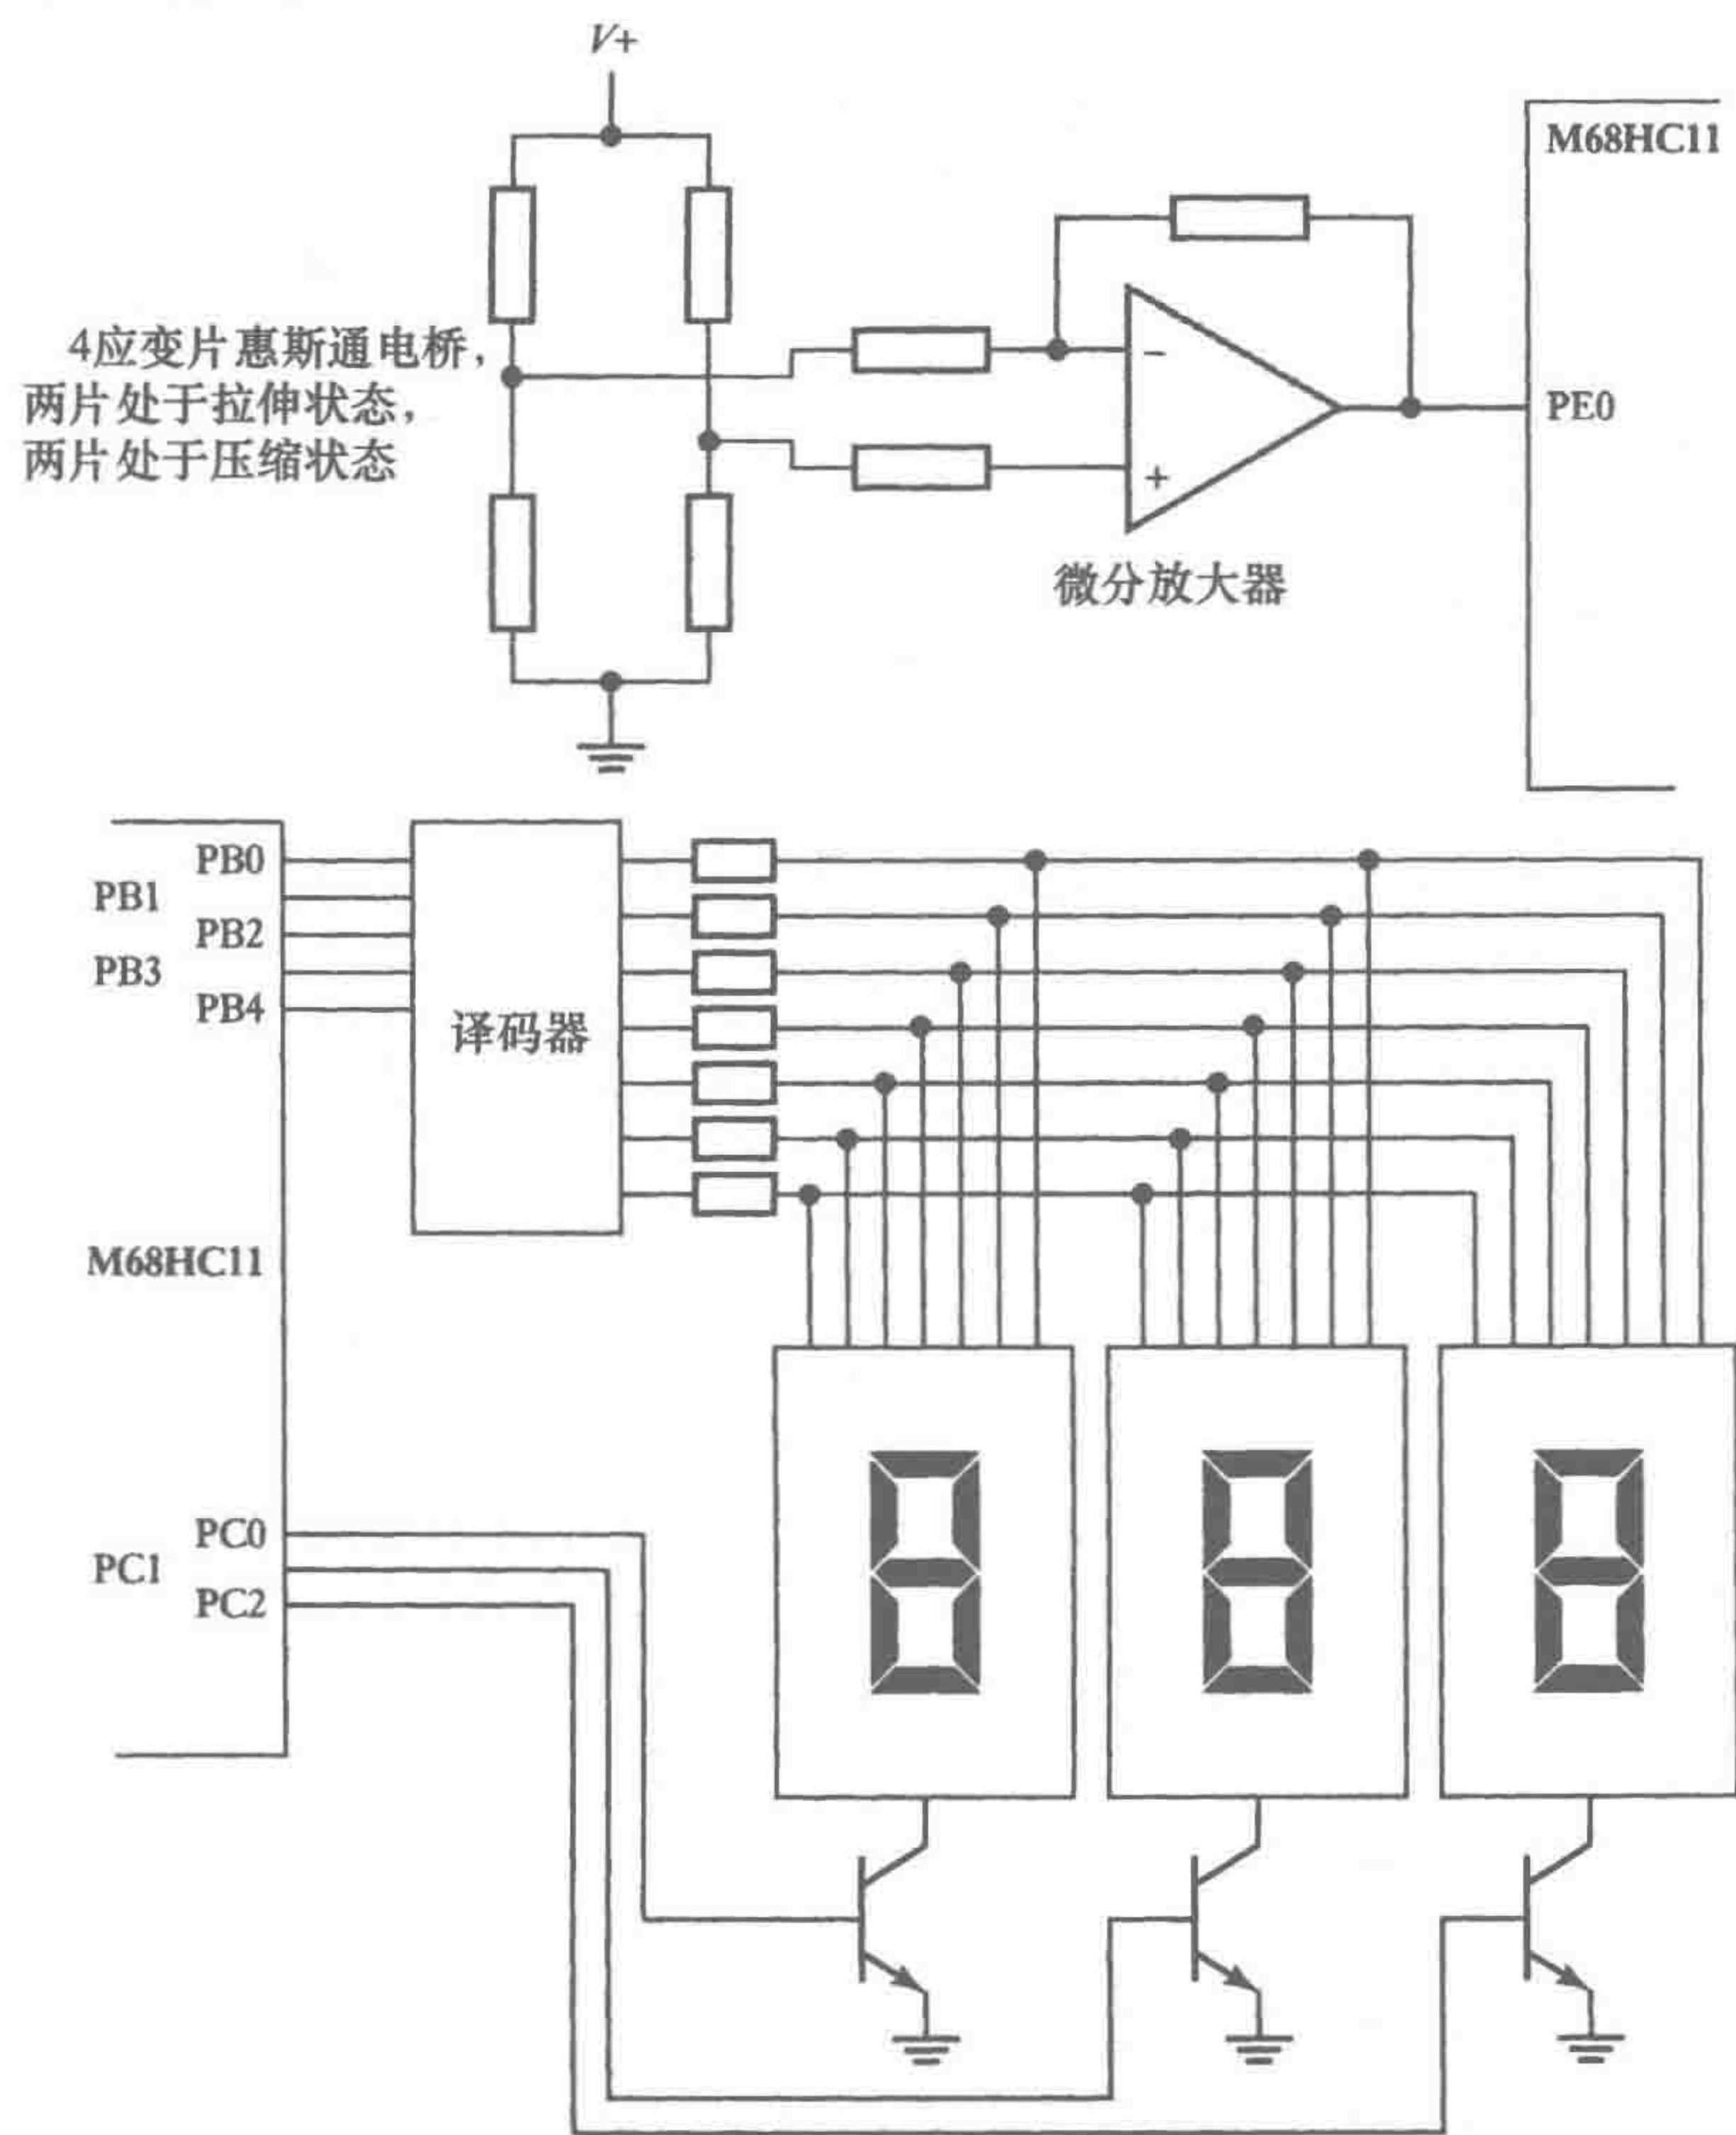 V+
M68HC11
4应变片惠斯通电桥,
两片处于拉伸状态,
两片处于压缩状态
-
+
PE0
微分放大器
PB0
PB1
PB2
PB3
PB4
译码器
M68HC11
PC0
PC1
PC2